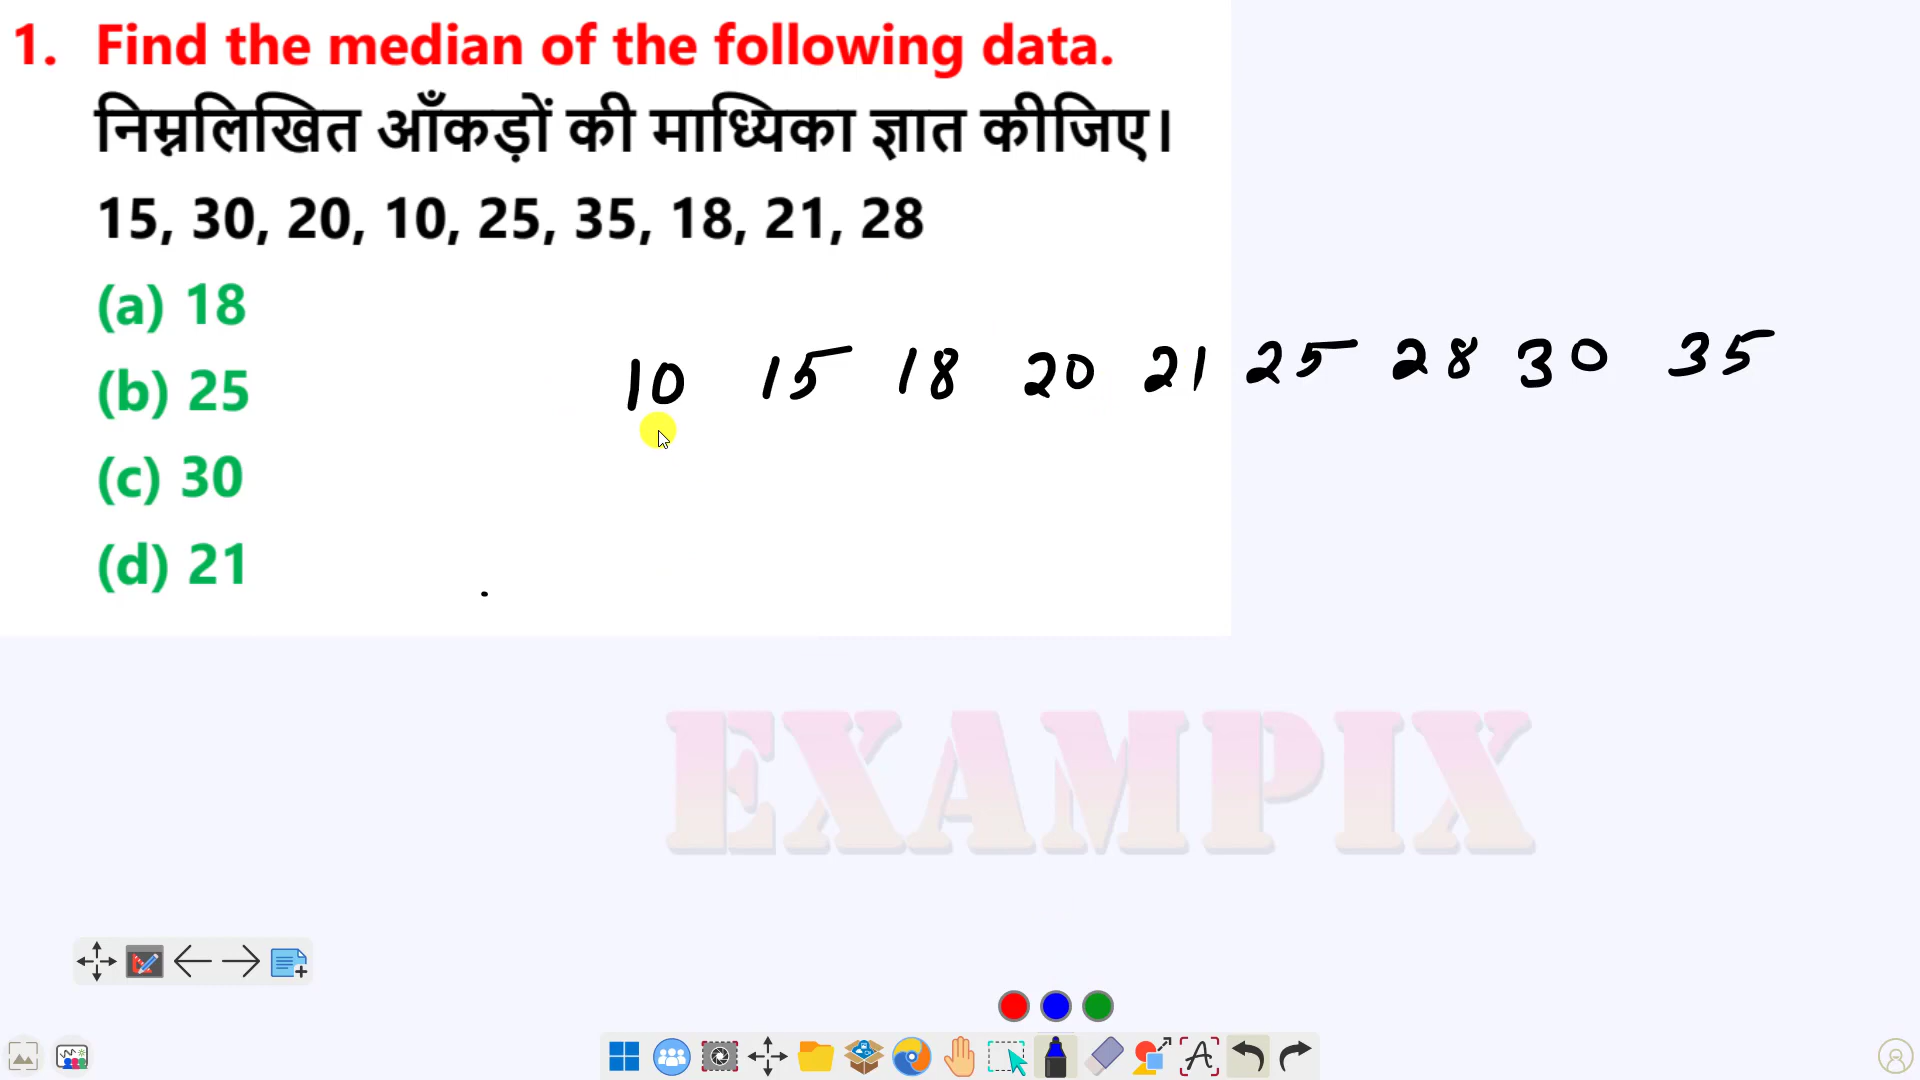 1. Find the median of the following data.
निम्नलिखित आँकड़ों की माध्यिका ज्ञात कीजिए।
15, 30, 20, 10, 25, 35, 18, 21, 28
(a) 18
(b) 25
(c) 30
(d) 21
10 15 18 20 21 25 28 30 35
EXAMPIX